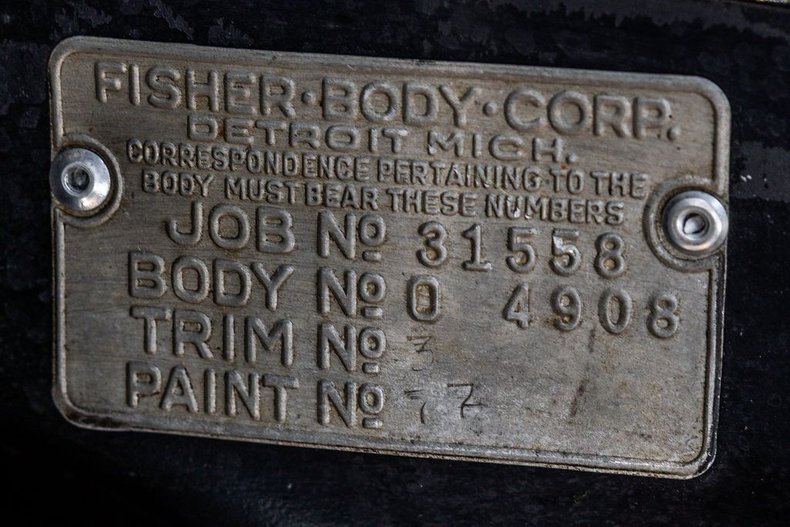 FISHER·BODY·CORP.
DETROIT MICH.
CORRESPONDENCE PERTAINING TO THE
BODY MUST BEAR THESE NUMBERS
JOB No 31558
BODY No O 4908
TRIM No 3
PAINT No 77